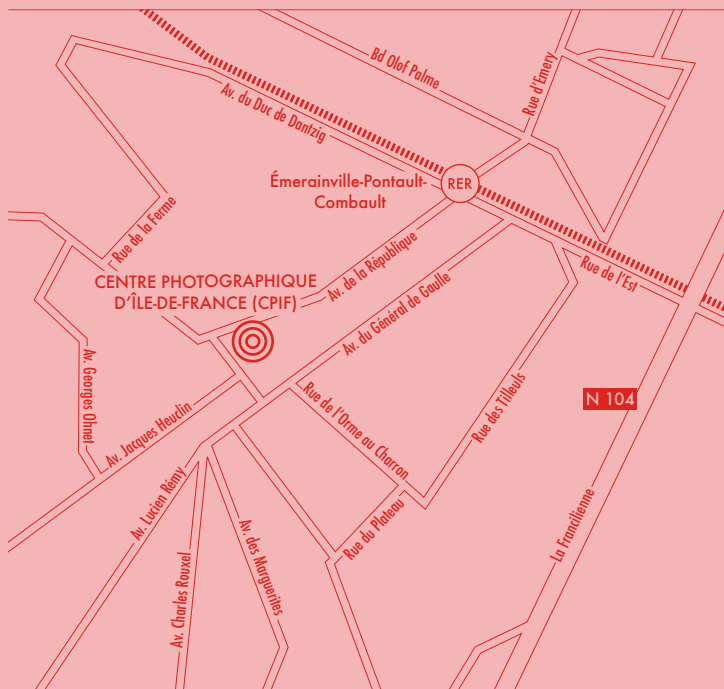 Bd Olof Palme
Rue d'Emery
Av. du Duc de Dantzig
Émerainville-Pontault-
Combault
RER
Rue de la Ferme
Av. de la République
Rue de l'Est
CENTRE PHOTOGRAPHIQUE
D'ÎLE-DE-FRANCE (CPIF)
Av. du Général de Gaulle
Av. Georges Ohnet
Rue de l'Orme au Charron
Rue des Tilleuls
N 104
Av. Jacques Heuclin
Av. Lucien Rémy
Rue du Plateau
La Francilienne
Av. Charles Rouxel
Av. des Marguerites